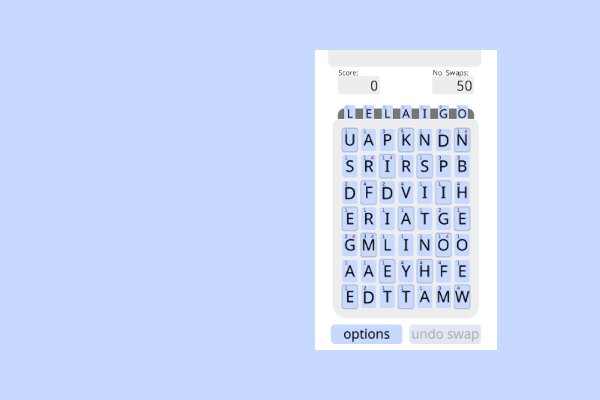 Score: No. Swaps:
0 50
L E L A I G O
U A P K N D N
S R I R S P B
D F D V I I H
E R I A T G E
G M L I N O O
A A E Y H F E
E D T T A M W
options undo swap